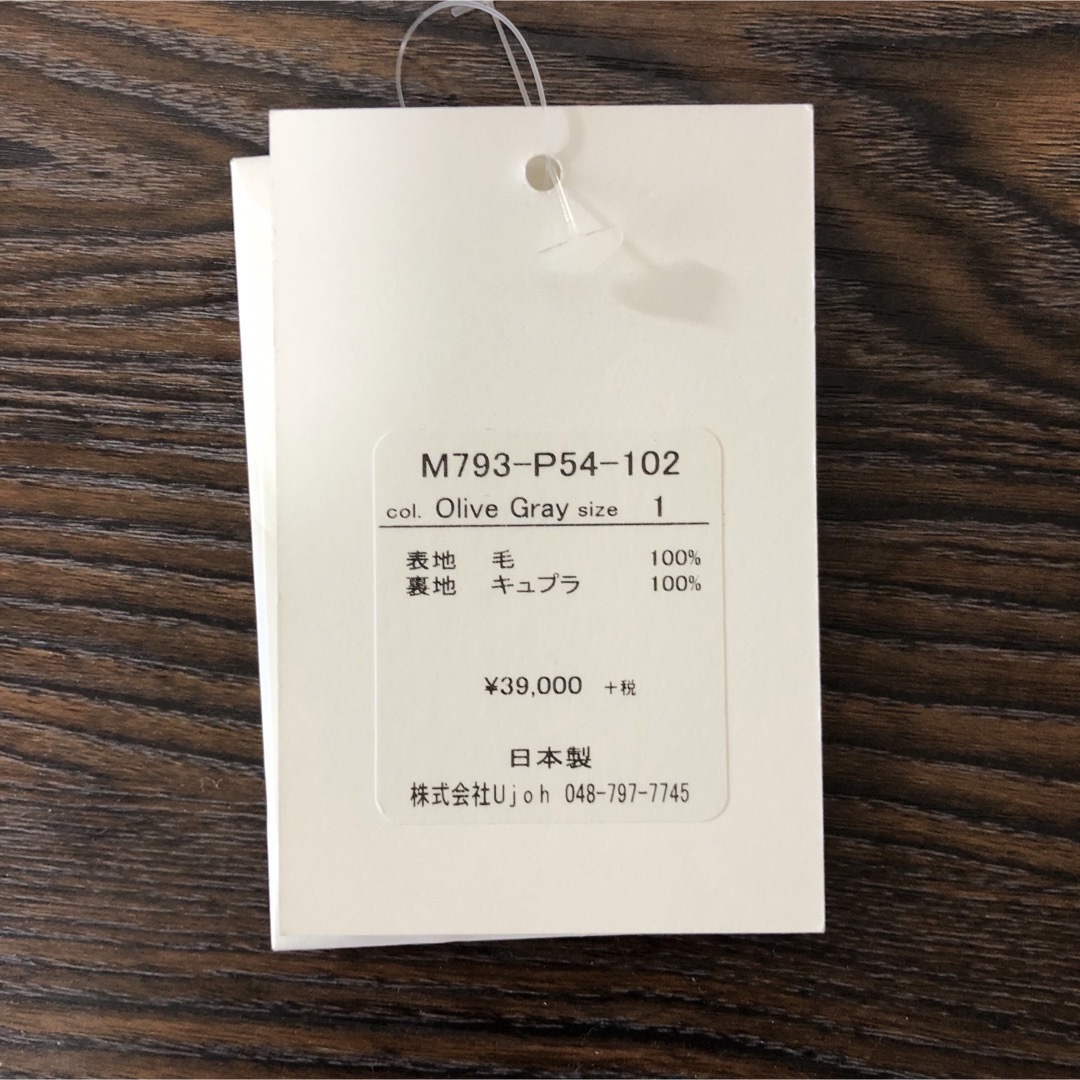 M793-P54-102
col. Olive Gray size 1
表地 毛 100%
裏地 キュプラ 100%
¥39,000 +税
日本製
株式会社Ujoh 048-797-7745